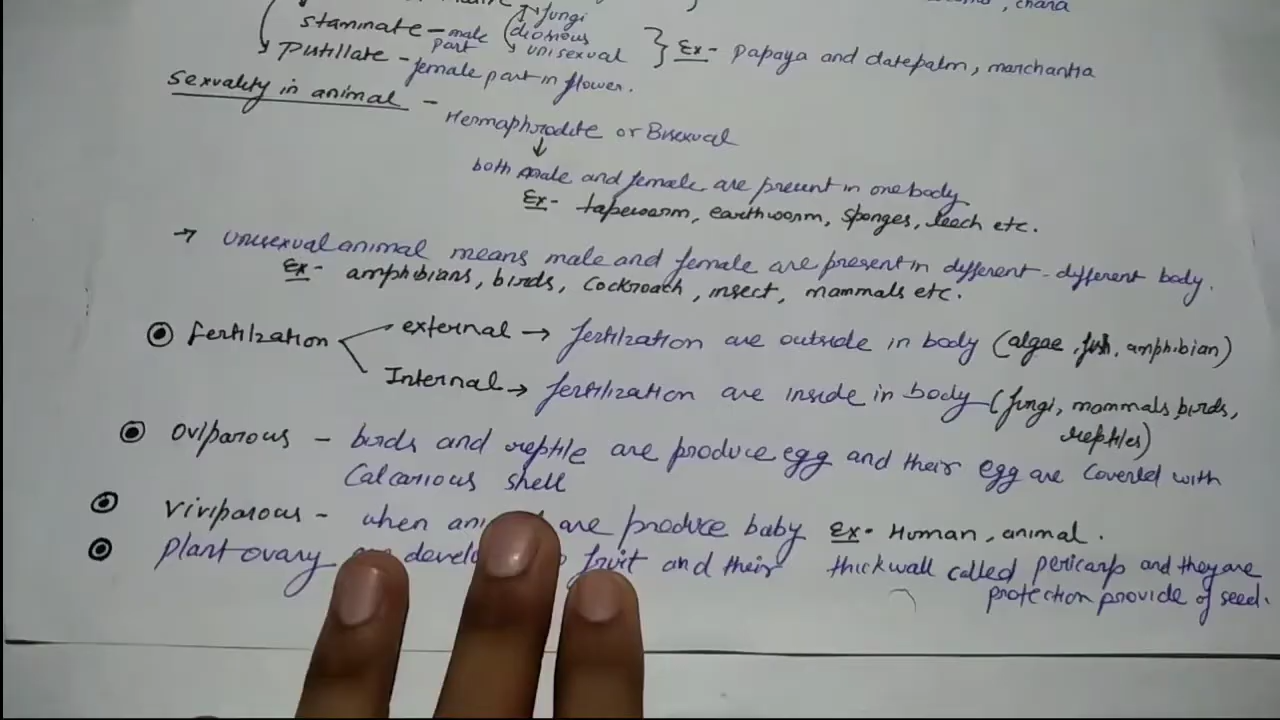 fungi
, chara
Staminate - male part
dioxious
unisexual
Ex- papaya and datepalm, marchantia
Pistillate - female part in flower.
Sexuality in animal -
Hermaphrodite or Bisexual
both male and female are present in one body
Ex- tapeworm, earthworm, sponges, leech etc.
→ unisexual animal means male and female are present in different-different body.
Ex- amphibians, birds, Cockroach, insect, mammals etc.
fertilzation
external → fertilization are outside in body (algae, fish, amphibian)
Internal → fertilization are inside in body (fungi, mammals, birds, reptiles)
Oviparous - birds and reptile are produce egg and their egg are Coverted with
Calcarious shell
Viviparous - when are produce baby Ex- Human, animal.
plant ovary fruit and their thickwall called pericarp and they are
protection provide of seed.